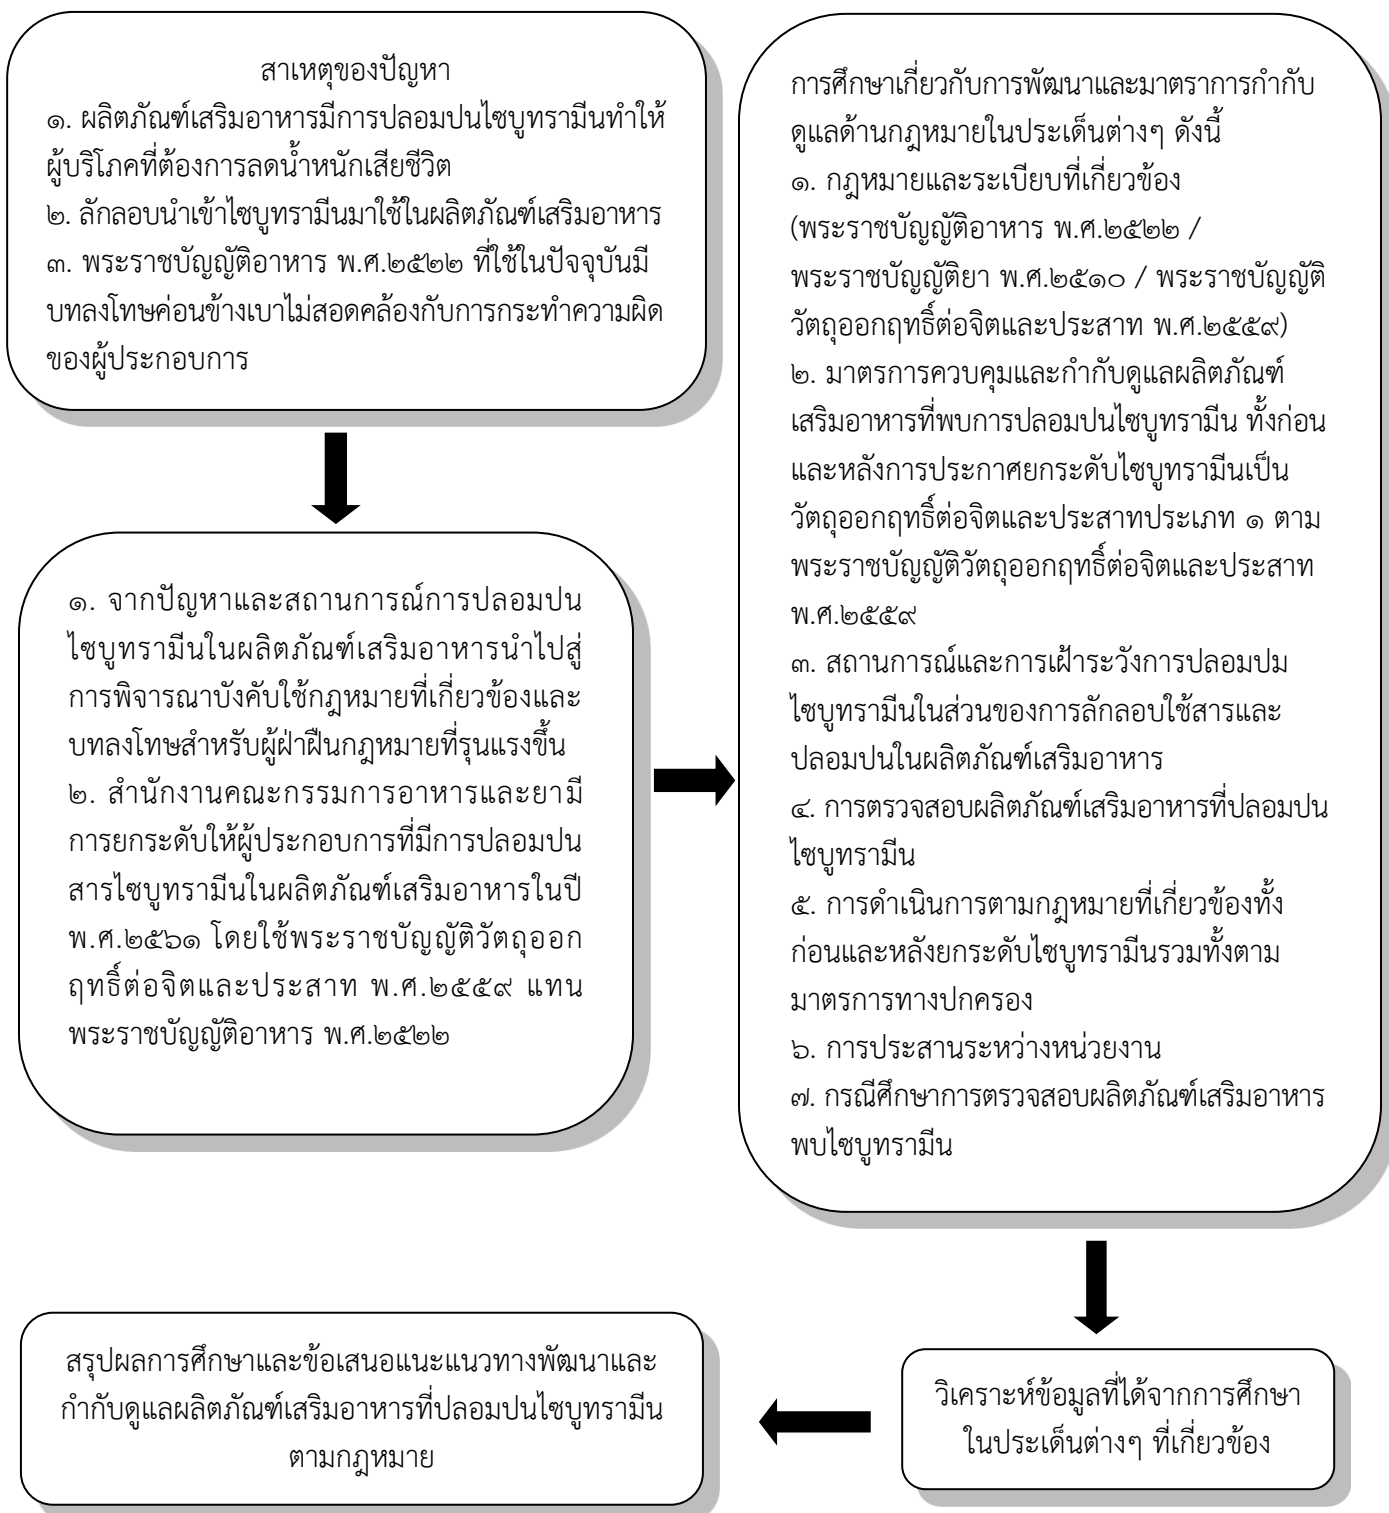 สาเหตุของปัญหา
๑. ผลิตภัณฑ์เสริมอาหารมีการปลอมปนไซบูทรามีนทำให้
ผู้บริโภคที่ต้องการลดน้ำหนักเสียชีวิต
๒. ลักลอบนำเข้าไซบูทรามีนมาใช้ในผลิตภัณฑ์เสริมอาหาร
๓. พระราชบัญญัติอาหาร พ.ศ.๒๕๒๒ ที่ใช้ในปัจจุบันมี
บทลงโทษค่อนข้างเบาไม่สอดคล้องกับการกระทำความผิด
ของผู้ประกอบการ
๑. จากปัญหาและสถานการณ์การปลอมปน
ไซบูทรามีนในผลิตภัณฑ์เสริมอาหารนำไปสู่
การพิจารณาบังคับใช้กฎหมายที่เกี่ยวข้องและ
บทลงโทษสำหรับผู้ฝ่าฝืนกฎหมายที่รุนแรงขึ้น
๒. สำนักงานคณะกรรมการอาหารและยามี
การยกระดับให้ผู้ประกอบการที่มีการปลอมปน
สารไซบูทรามีนในผลิตภัณฑ์เสริมอาหารในปี
พ.ศ.๒๕๖๑ โดยใช้พระราชบัญญัติวัตถุออก
ฤทธิ์ต่อจิตและประสาท พ.ศ.๒๕๕๙ แทน
พระราชบัญญัติอาหาร พ.ศ.๒๕๒๒
การศึกษาเกี่ยวกับการพัฒนาและมาตราการกำกับ
ดูแลด้านกฎหมายในประเด็นต่างๆ ดังนี้
๑. กฎหมายและระเบียบที่เกี่ยวข้อง
(พระราชบัญญัติอาหาร พ.ศ.๒๕๒๒ /
พระราชบัญญัติยา พ.ศ.๒๕๑๐ / พระราชบัญญัติ
วัตถุออกฤทธิ์ต่อจิตและประสาท พ.ศ.๒๕๕๙)
๒. มาตรการควบคุมและกำกับดูแลผลิตภัณฑ์
เสริมอาหารที่พบการปลอมปนไซบูทรามีน ทั้งก่อน
และหลังการประกาศยกระดับไซบูทรามีนเป็น
วัตถุออกฤทธิ์ต่อจิตและประสาทประเภท ๑ ตาม
พระราชบัญญัติวัตถุออกฤทธิ์ต่อจิตและประสาท
พ.ศ.๒๕๕๙
๓. สถานการณ์และการเฝ้าระวังการปลอมปม
ไซบูทรามีนในส่วนของการลักลอบใช้สารและ
ปลอมปนในผลิตภัณฑ์เสริมอาหาร
๔. การตรวจสอบผลิตภัณฑ์เสริมอาหารที่ปลอมปน
ไซบูทรามีน
๕. การดำเนินการตามกฎหมายที่เกี่ยวข้องทั้ง
ก่อนและหลังยกระดับไซบูทรามีนรวมทั้งตาม
มาตรการทางปกครอง
๖. การประสานระหว่างหน่วยงาน
๗. กรณีศึกษาการตรวจสอบผลิตภัณฑ์เสริมอาหาร
พบไซบูทรามีน
วิเคราะห์ข้อมูลที่ได้จากการศึกษา
ในประเด็นต่างๆ ที่เกี่ยวข้อง
สรุปผลการศึกษาและข้อเสนอแนะแนวทางพัฒนาและ
กำกับดูแลผลิตภัณฑ์เสริมอาหารที่ปลอมปนไซบูทรามีน
ตามกฎหมาย